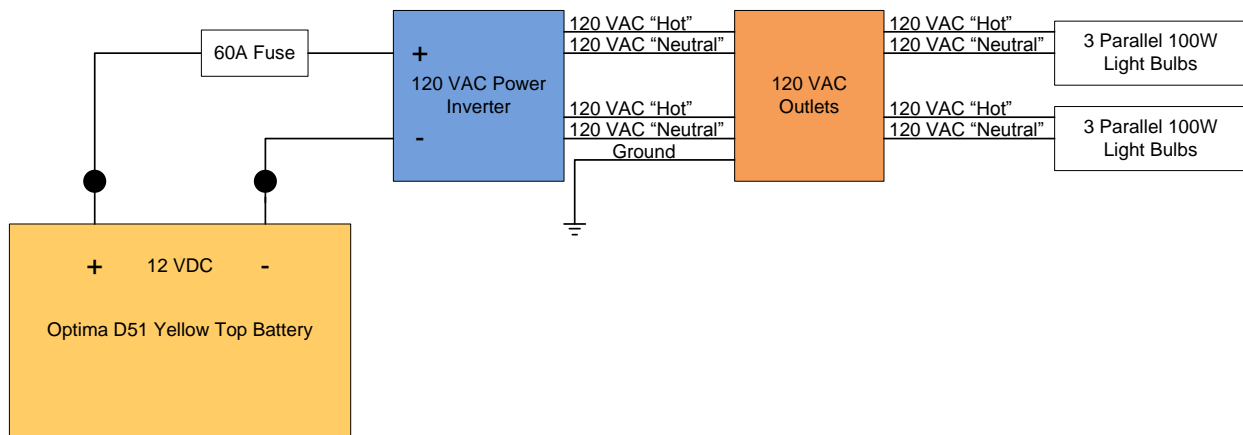 120 VAC “Hot”
120 VAC “Neutral”
120 VAC “Hot”
120 VAC “Neutral”
60A Fuse
+
120 VAC Power
Inverter
-
120 VAC
Outlets
3 Parallel 100W
Light Bulbs
120 VAC “Hot”
120 VAC “Neutral”
Ground
120 VAC “Hot”
120 VAC “Neutral”
3 Parallel 100W
Light Bulbs
+ 12 VDC -
Optima D51 Yellow Top Battery